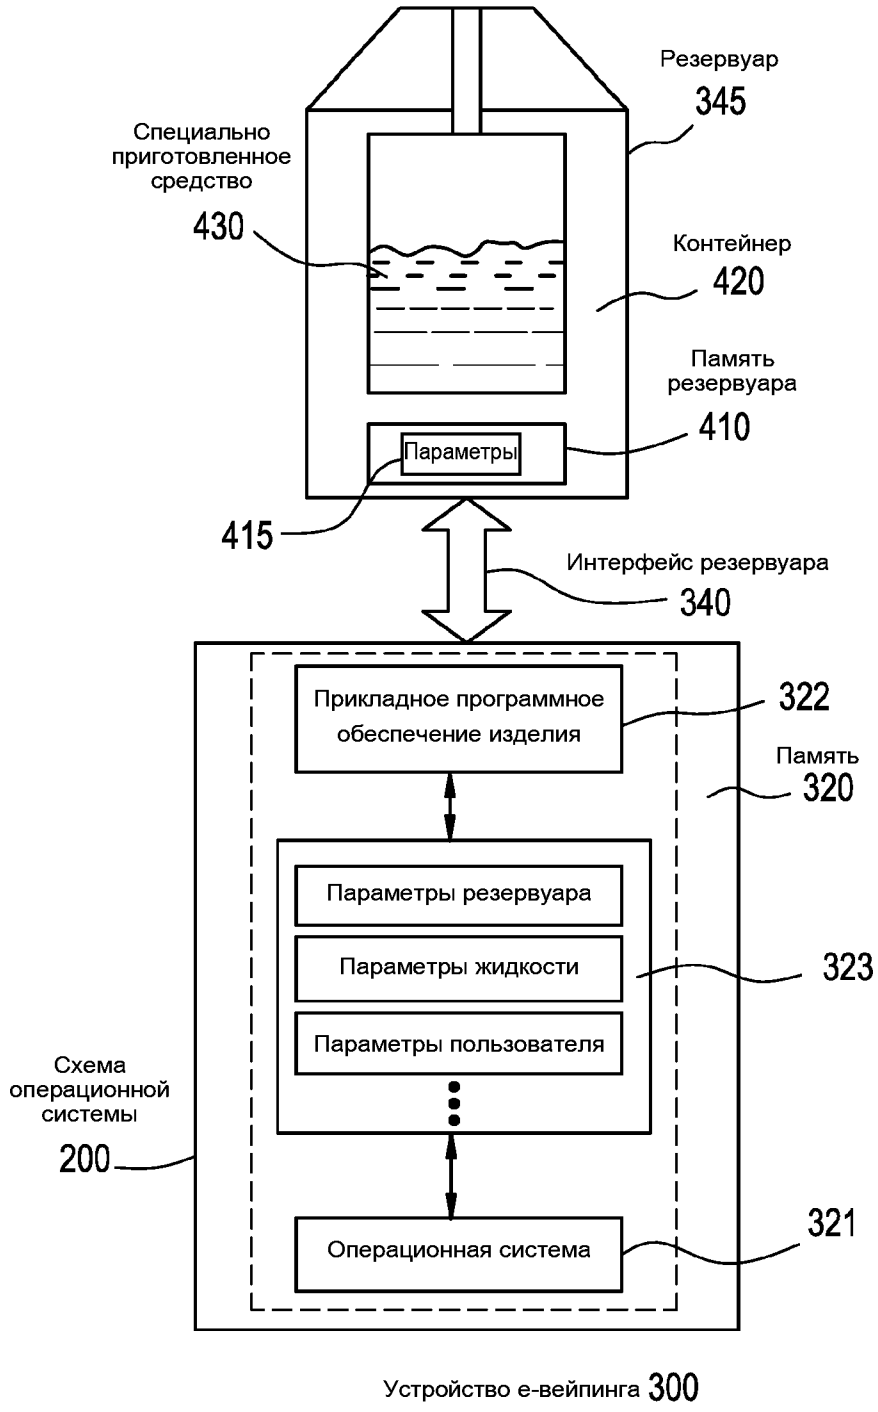 Резервуар
345
Специально
приготовленное
средство
430
Контейнер
420
Память
резервуара
410
Параметры
415
Интерфейс резервуара
340
Прикладное программное
обеспечение изделия
322
Память
320
Параметры резервуара
Параметры жидкости
323
Параметры пользователя
Схема
операционной
системы
200
Операционная система
321
Устройство е-вейпинга 300